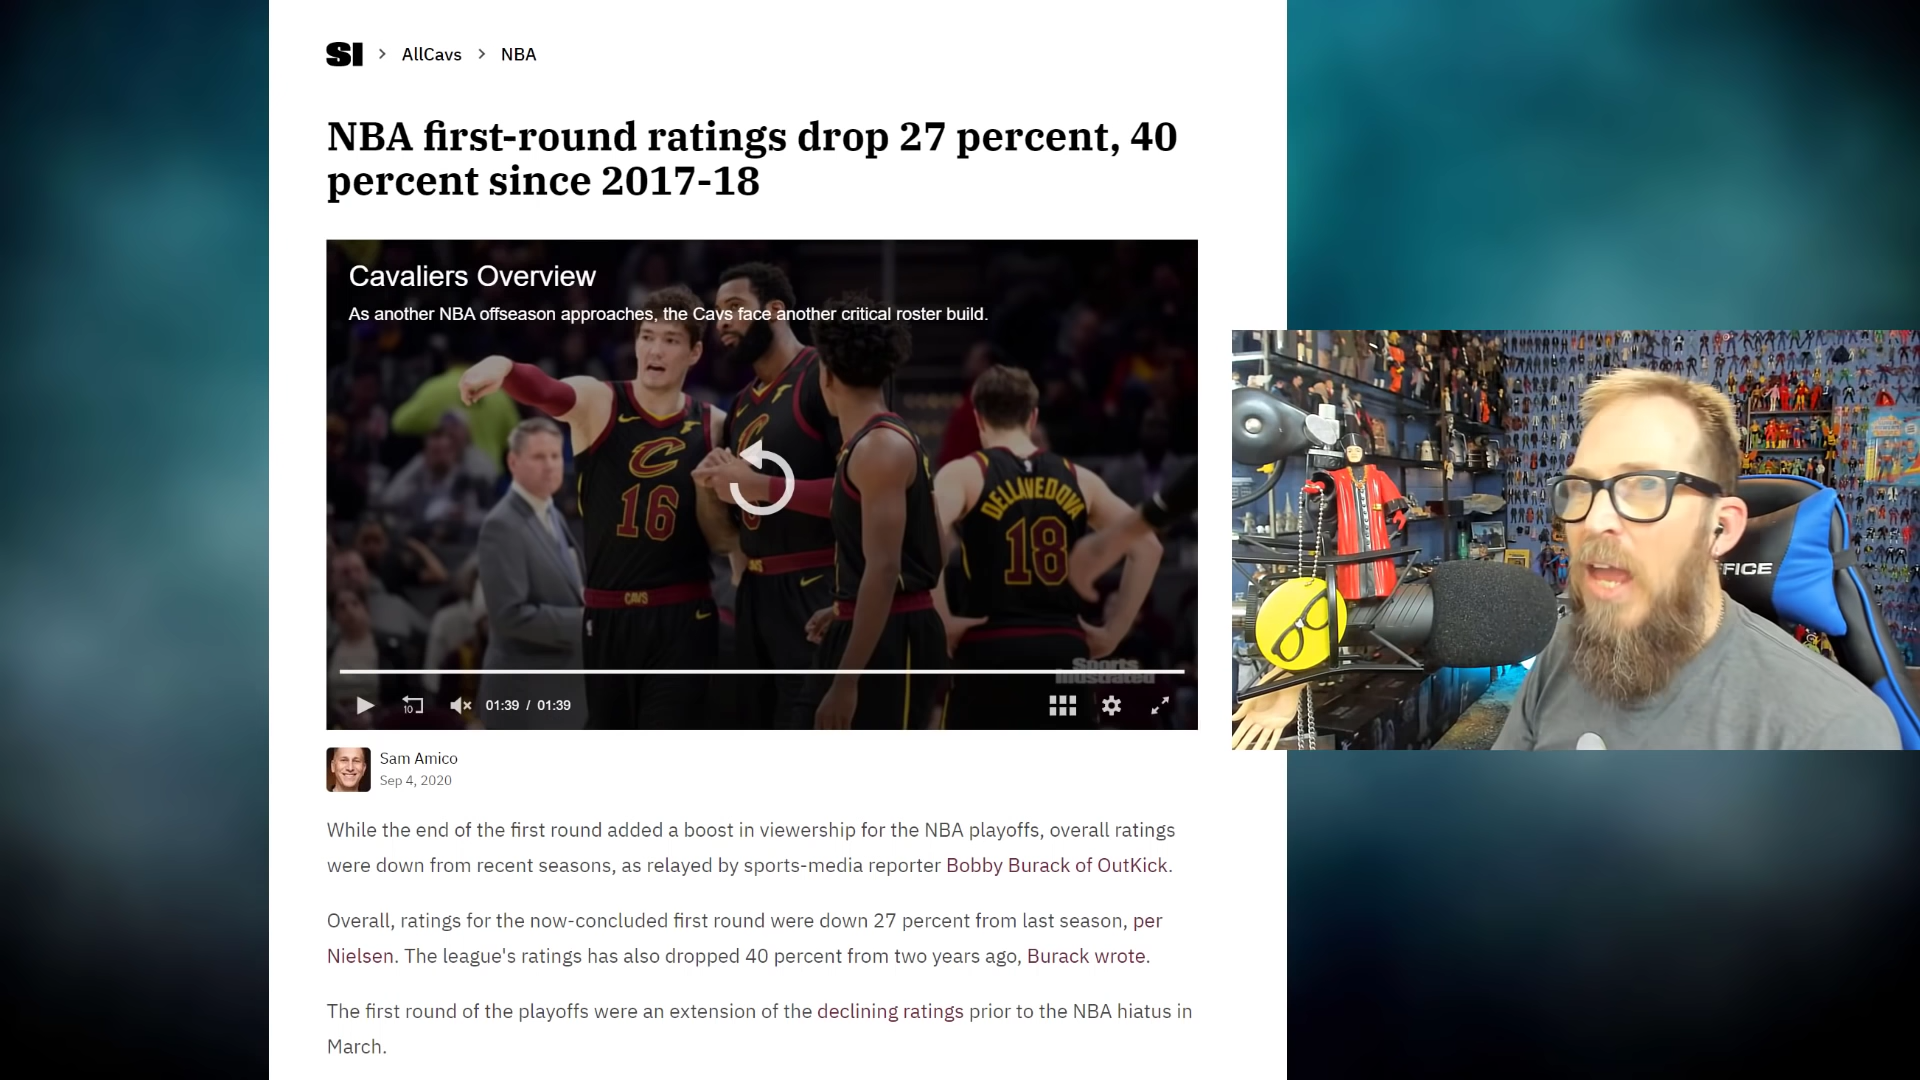 SI > AllCavs > NBA
NBA first-round ratings drop 27 percent, 40
percent since 2017-18
Cavaliers Overview
As another NBA offseason approaches, the Cavs face another critical roster build.
16
CAVS
DELLAVEDOVA
18
CAVS
Sports
Illustrated
10
01:39 / 01:39
FFICE
Sam Amico
Sep 4, 2020
While the end of the first round added a boost in viewership for the NBA playoffs, overall ratings
were down from recent seasons, as relayed by sports-media reporter Bobby Burack of OutKick.
Overall, ratings for the now-concluded first round were down 27 percent from last season, per
Nielsen. The league's ratings has also dropped 40 percent from two years ago, Burack wrote.
The first round of the playoffs were an extension of the declining ratings prior to the NBA hiatus in
March.